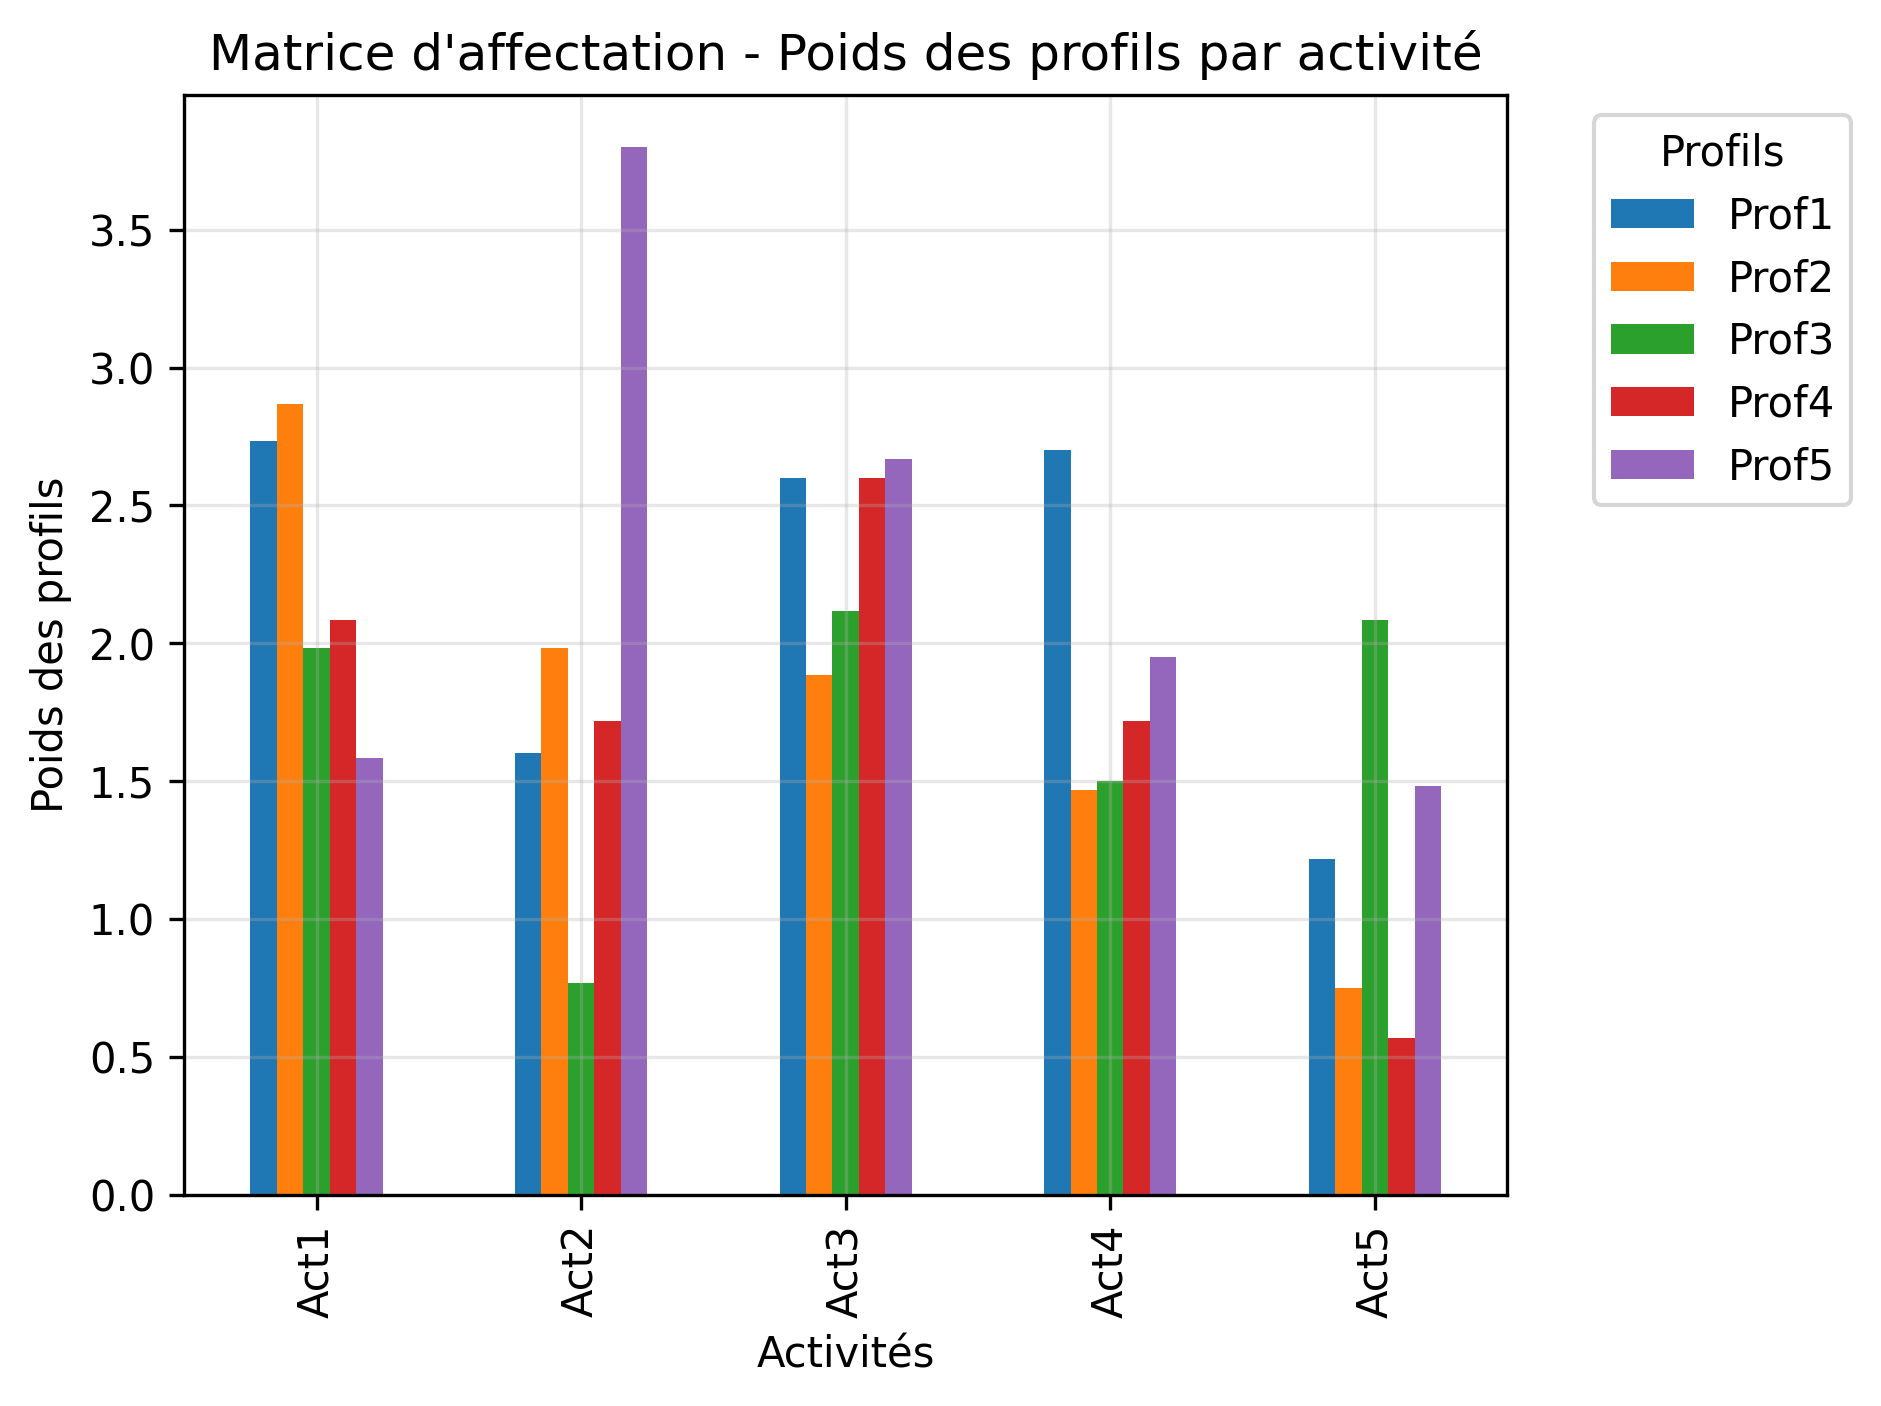 Matrice d'affectation - Poids des profils par activité
Profils
Prof1
Prof2
Prof3
Prof4
Prof5
Poids des profils
3.5
3.0
2.5
2.0
1.5
1.0
0.5
0.0
Act1
Act2
Act3
Act4
Act5
Activités